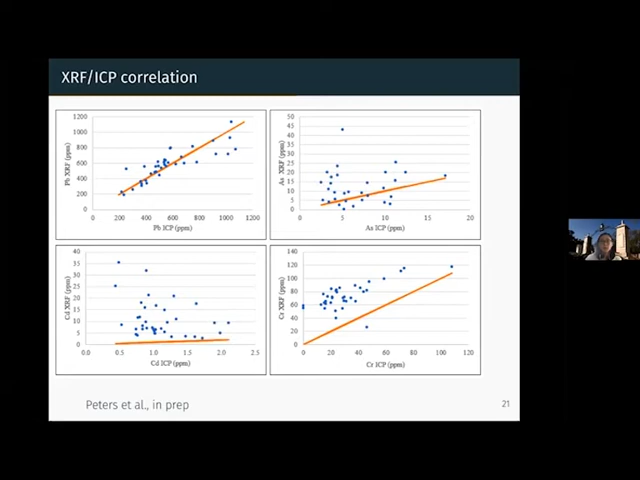 XRF/ICP correlation
Pb XRF (ppm)
1200
1000
800
600
400
200
0
0 200 400 600 800 1000 1200
Pb ICP (ppm)
As XRF (ppm)
50
45
40
35
30
25
20
15
10
5
0
0 5 10 15 20
As ICP (ppm)
Cd XRF (ppm)
40
35
30
25
20
15
10
5
0
0.0 0.5 1.0 1.5 2.0 2.5
Cd ICP (ppm)
Cr XRF (ppm)
140
120
100
80
60
40
20
0
0 20 40 60 80 100 120
Cr ICP (ppm)
Peters et al., in prep
21